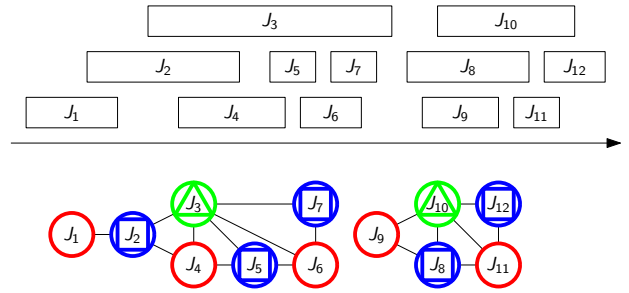 J₃ J₁₀
J₂ J₅ J₇ J₈ J₁₂
J₁ J₄ J₆ J₉ J₁₁
J₃ J₇ J₁₀ J₁₂
J₁ J₂ J₉
J₄ J₅ J₆ J₈ J₁₁